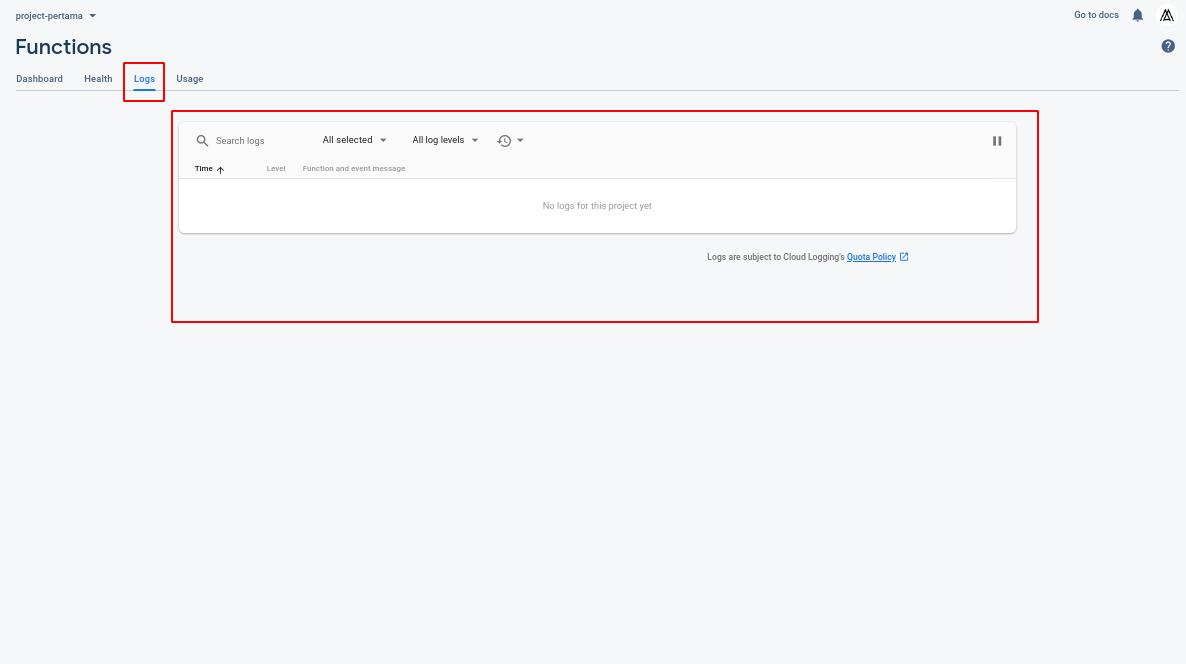 project-pertama
Go to docs
Functions
Dashboard Health Logs Usage
Search logs All selected All log levels
Time Level Function and event message
No logs for this project yet
Logs are subject to Cloud Logging's Quota Policy